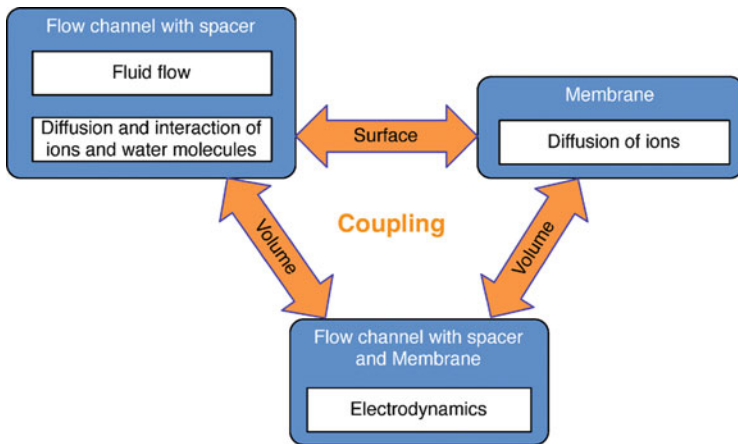 Flow channel with spacer
Fluid flow
Diffusion and interaction of
ions and water molecules
Surface
Membrane
Diffusion of ions
Coupling
Volume
Volume
Flow channel with spacer
and Membrane
Electrodynamics